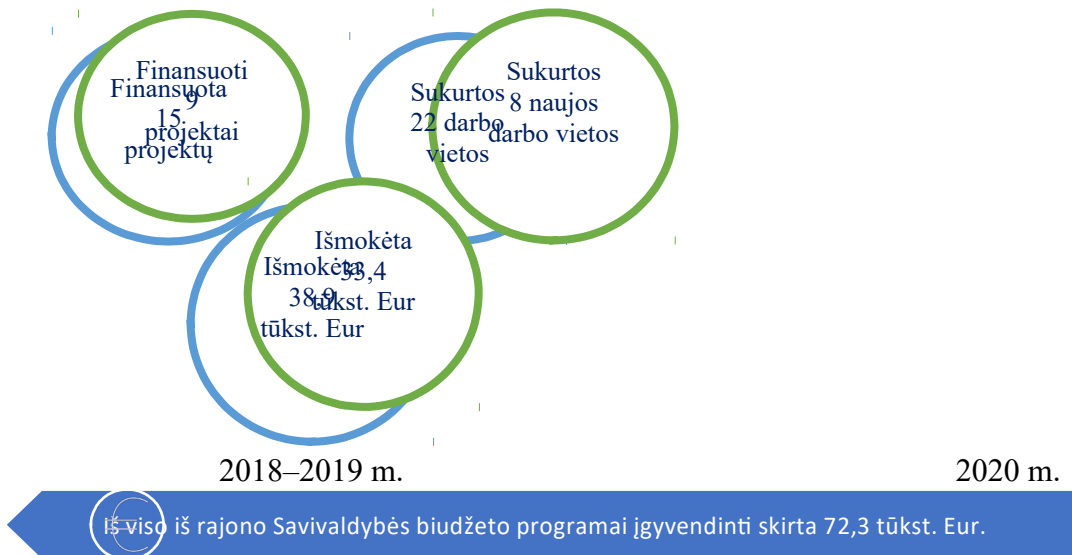 Finansuoti
9
projektai
Finansuota
15
projektų
Sukurtos
22 darbo
vietos
Sukurtos
8 naujos
darbo vietos
Išmokėta
33,4
tūkst. Eur
Išmokėta
38,9
tūkst. Eur
2018–2019 m.
2020 m.
Iš viso iš rajono Savivaldybės biudžeto programai įgyvendinti skirta 72,3 tūkst. Eur.